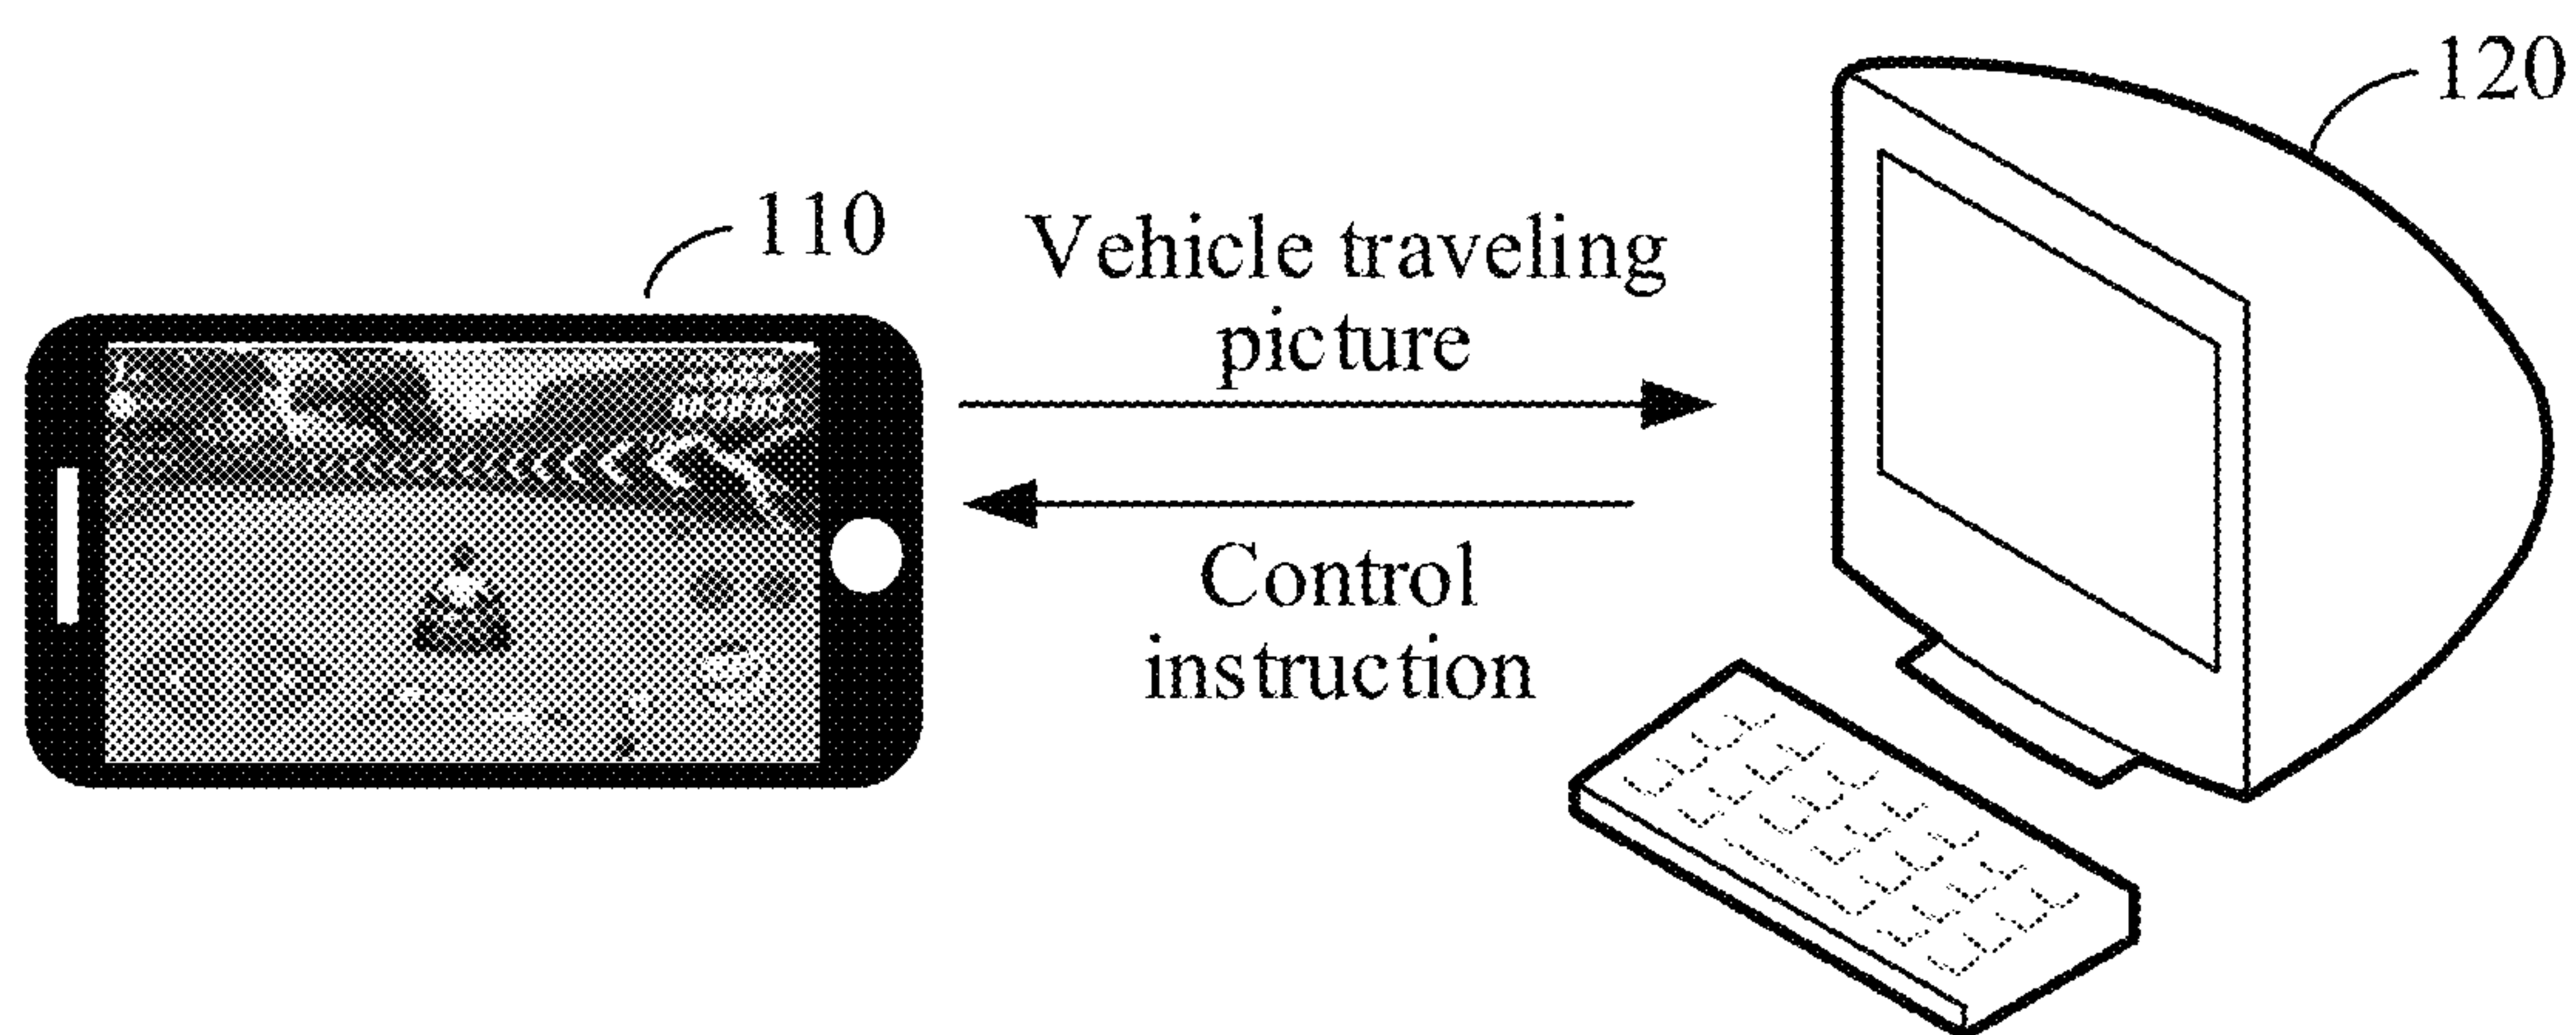 120
110
Vehicle traveling
picture
Control
instruction